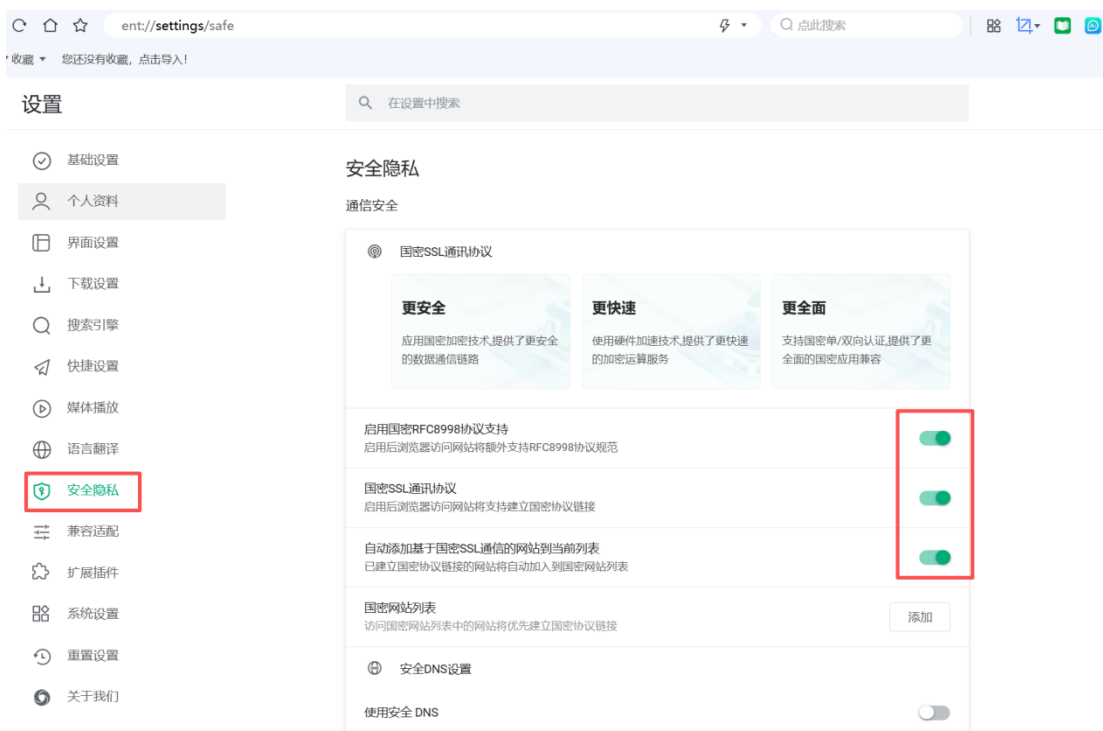 ent://settings/safe
点此搜索
收藏 您还没有收藏，点击导入！
设置
在设置中搜索
基础设置
个人资料
界面设置
下载设置
搜索引擎
快捷设置
媒体播放
语言翻译
安全隐私
兼容适配
扩展插件
系统设置
重置设置
关于我们
安全隐私
通信安全
国密SSL通讯协议
更安全
应用国密加密技术,提供了更安全
的数据通信链路
更快速
使用硬件加速技术,提供了更快速
的加密运算服务
更全面
支持国密单/双向认证,提供了更
全面的国密应用兼容
启用国密RFC8998协议支持
启用后浏览器访问网站将额外支持RFC8998协议规范
国密SSL通讯协议
启用后浏览器访问网站将支持建立国密协议链接
自动添加基于国密SSL通信的网站到当前列表
已建立国密协议链接的网站将自动加入到国密网站列表
国密网站列表
访问国密网站列表中的网站将优先建立国密协议链接
添加
安全DNS设置
使用安全 DNS